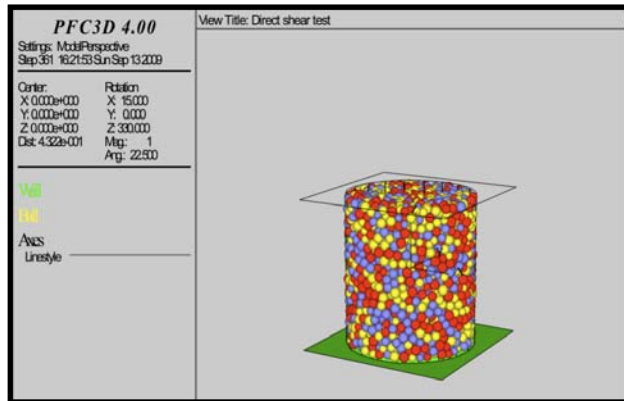 PFC3D 4.00
View Title: Direct shear test
Settings: ModelPerspective
Step 361 16:21:53 Sun Sep 13 2009
Center:
X: 0.000e+000
Y: 0.000e+000
Z: 0.000e+000
Dist: 4.322e-001
Rotation
X: 15.000
Y: 0.000
Z: 330.000
Mag.: 1
Ang.: 22.500
Wall
Ball
Axes
Linestyle